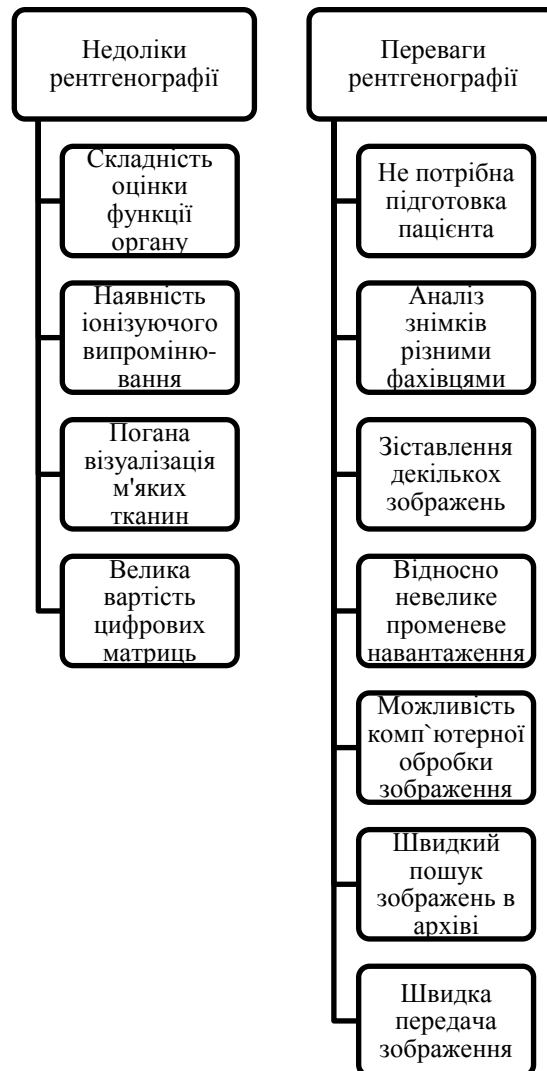 Недоліки
рентгенографії
Складність
оцінки
функції
органу
Наявність
іонізуючого
випроміню-
вання
Погана
візуалізація
м'яких
тканин
Велика
вартість
цифрових
матриць
Переваги
рентгенографії
Не потрібна
підготовка
пацієнта
Аналіз
знімків
різними
фахівцями
Зіставлення
декількох
зображень
Відносно
невелике
променеве
навантаження
Можливість
комп`ютерної
обробки
зображення
Швидкий
пошук
зображень в
архіві
Швидка
передача
зображення